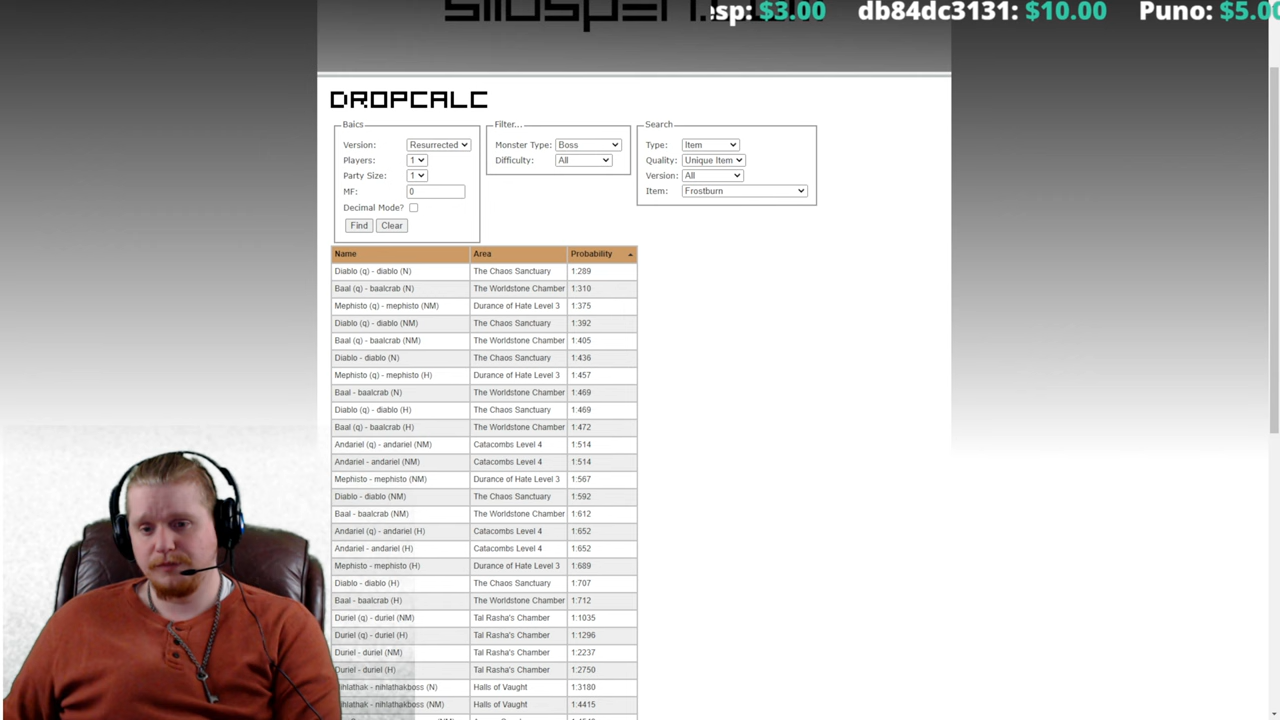 esp: $3.00 db84dc3131: $10.00 Puno: $5.00
DROPCALC
Baics
Version: Resurrected
Players: 1
Party Size: 1
MF: 0
Decimal Mode?
Find Clear
Filter...
Monster Type: Boss
Difficulty: All
Search
Type: Item
Quality: Unique Item
Version: All
Item: Frostburn
Name Area Probability
Diablo (q) - diablo (N) The Chaos Sanctuary 1:289
Baal (q) - baalcrab (N) The Worldstone Chamber 1:310
Mephisto (q) - mephisto (NM) Durance of Hate Level 3 1:375
Diablo (q) - diablo (NM) The Chaos Sanctuary 1:392
Baal (q) - baalcrab (NM) The Worldstone Chamber 1:405
Diablo - diablo (N) The Chaos Sanctuary 1:436
Mephisto (q) - mephisto (H) Durance of Hate Level 3 1:457
Baal - baalcrab (N) The Worldstone Chamber 1:469
Diablo (q) - diablo (H) The Chaos Sanctuary 1:469
Baal (q) - baalcrab (H) The Worldstone Chamber 1:472
Andariel (q) - andariel (NM) Catacombs Level 4 1:514
Andariel - andariel (NM) Catacombs Level 4 1:514
Mephisto - mephisto (NM) Durance of Hate Level 3 1:567
Diablo - diablo (NM) The Chaos Sanctuary 1:592
Baal - baalcrab (NM) The Worldstone Chamber 1:612
Andariel (q) - andariel (H) Catacombs Level 4 1:652
Andariel - andariel (H) Catacombs Level 4 1:652
Mephisto - mephisto (H) Durance of Hate Level 3 1:689
Diablo - diablo (H) The Chaos Sanctuary 1:707
Baal - baalcrab (H) The Worldstone Chamber 1:712
Duriel (q) - duriel (NM) Tal Rasha's Chamber 1:1035
Duriel (q) - duriel (H) Tal Rasha's Chamber 1:1296
Duriel - duriel (NM) Tal Rasha's Chamber 1:2237
Duriel - duriel (H) Tal Rasha's Chamber 1:2750
Nihlathak - nihlathakboss (N) Halls of Vaught 1:3180
Nihlathak - nihlathakboss (NM) Halls of Vaught 1:4415